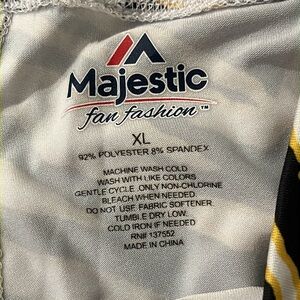 Majestic
fan fashion™
XL
92% POLYESTER 8% SPANDEX
MACHINE WASH COLD
WASH WITH LIKE COLORS
GENTLE CYCLE. ONLY NON-CHLORINE
BLEACH WHEN NEEDED.
DO NOT USE FABRIC SOFTENER.
TUMBLE DRY LOW.
COLD IRON IF NEEDED
RN# 137552
MADE IN CHINA